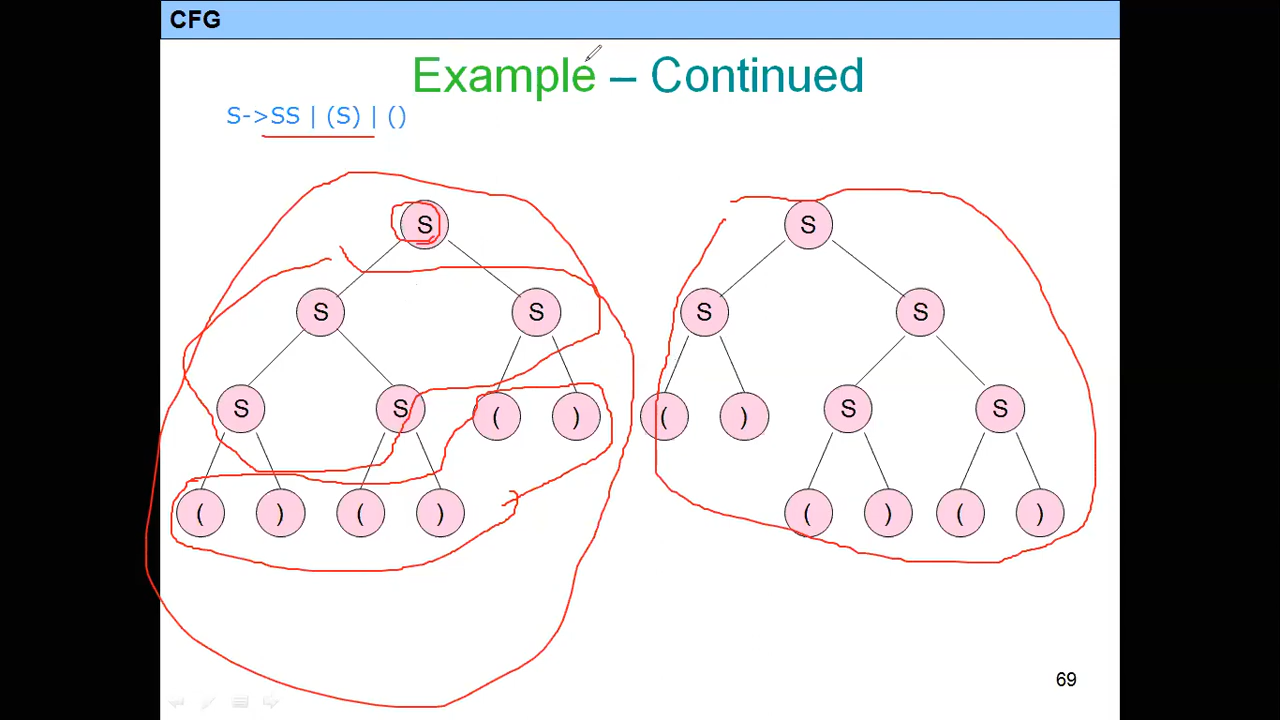 CFG
Example – Continued
S->SS | (S) | ()
S S
S S S S
S S ( ) ( ) S S
( ) ( ) ( ) ( )
69